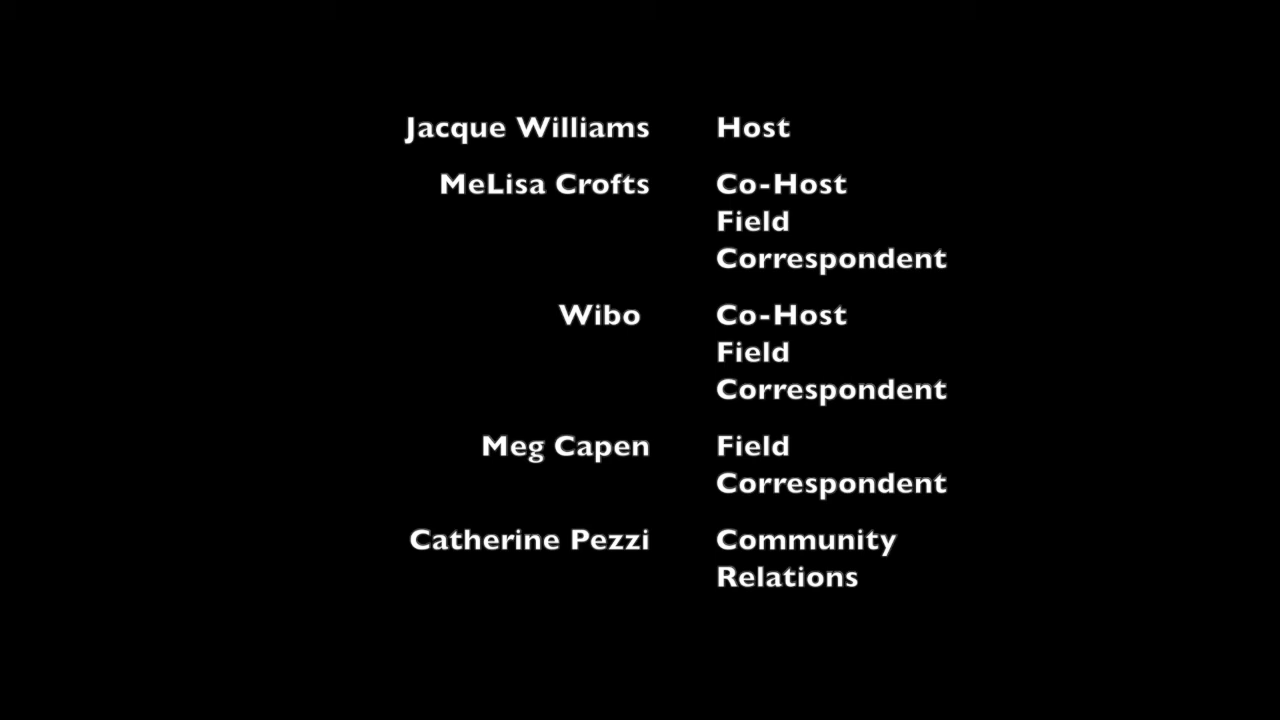 Jacque Williams Host
MeLisa Crofts Co-Host
Field
Correspondent
Wibo Co-Host
Field
Correspondent
Meg Capen Field
Correspondent
Catherine Pezzi Community
Relations